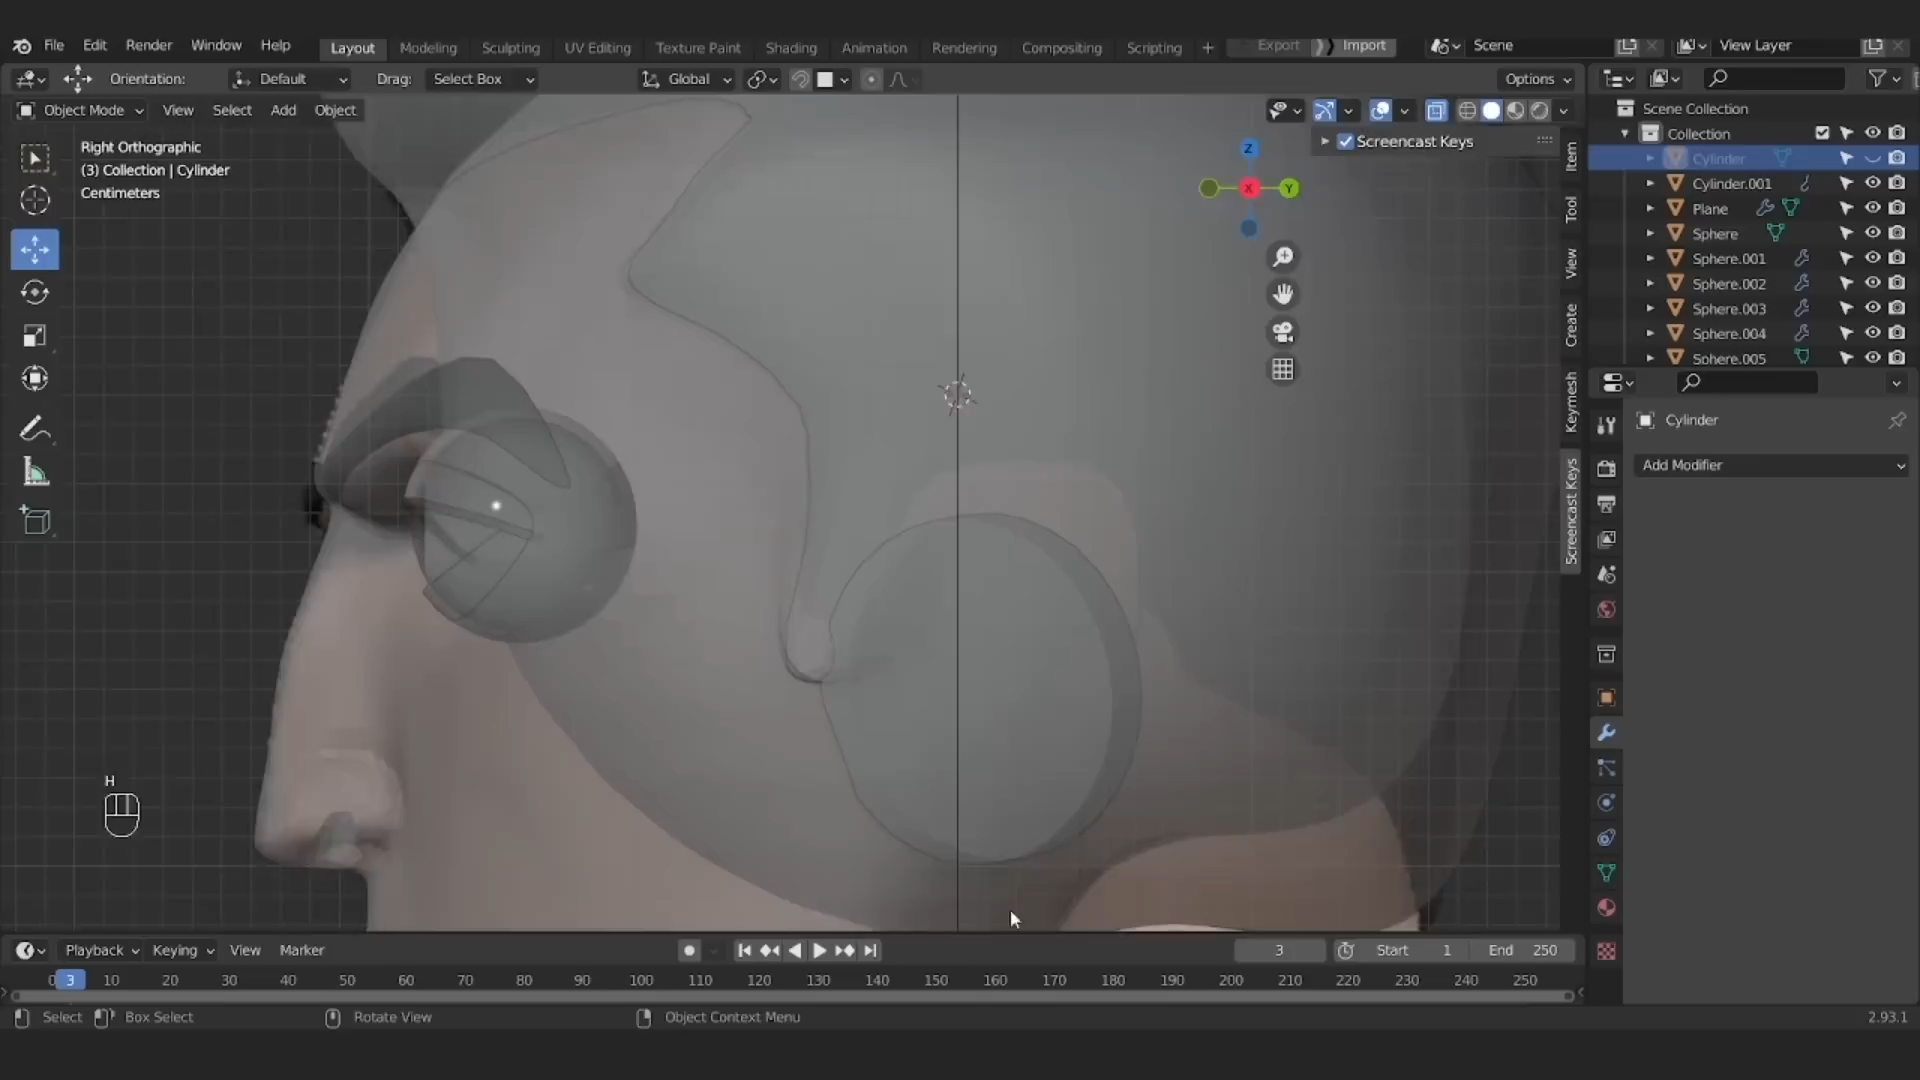 File Edit Render Window Help Layout Modeling Sculpting UV Editing Texture Paint Shading Animation Rendering Compositing Scripting + Export Import Scene View Layer
Orientation: Default Drag: Select Box Global Options
Object Mode View Select Add Object
Right Orthographic
(3) Collection | Cylinder
Centimeters
Screencast Keys
Z
X
Y
Item
Tool
View
Create
Keymesh
Screencast Keys
Scene Collection
Collection
Cylinder
Cylinder.001
Plane
Sphere
Sphere.001
Sphere.002
Sphere.003
Sphere.004
Sphere.005
Cylinder
Add Modifier
H
Playback Keying View Marker 3 Start 1 End 250
0 3 10 20 30 40 50 60 70 80 90 100 110 120 130 140 150 160 170 180 190 200 210 220 230 240 250
Select Box Select Rotate View Object Context Menu 2.93.1